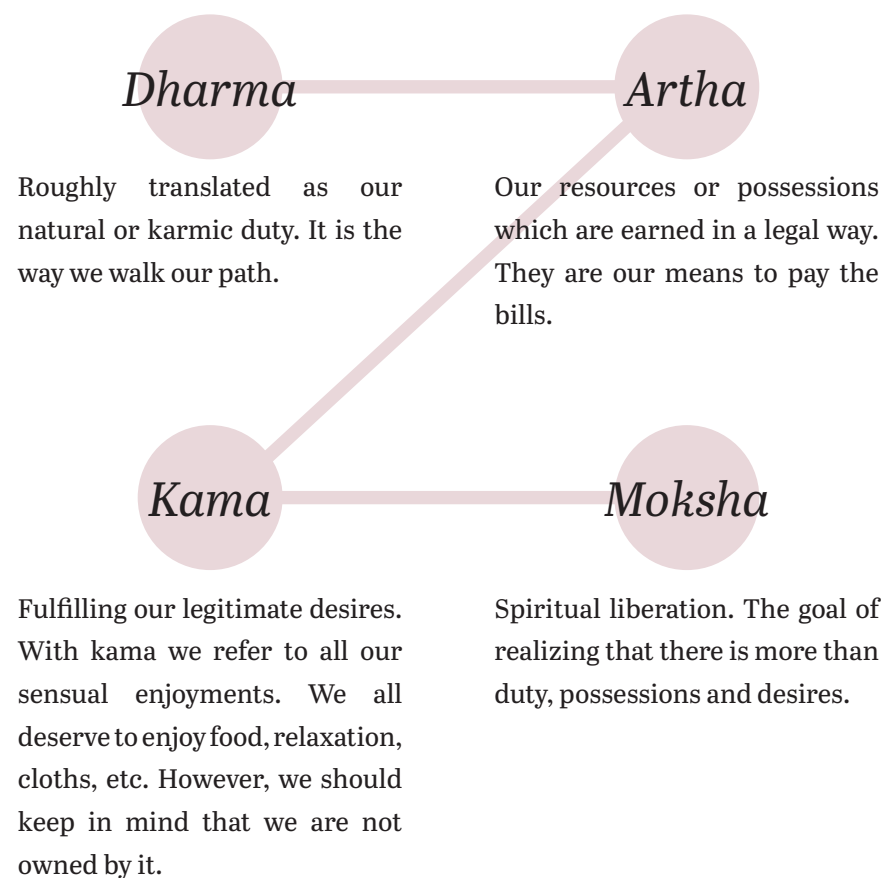 Dharma
Roughly translated as our
natural or karmic duty. It is the
way we walk our path.
Artha
Our resources or possessions
which are earned in a legal way.
They are our means to pay the
bills.
Kama
Fulfilling our legitimate desires.
With kama we refer to all our
sensual enjoyments. We all
deserve to enjoy food, relaxation,
cloths, etc. However, we should
keep in mind that we are not
owned by it.
Moksha
Spiritual liberation. The goal of
realizing that there is more than
duty, possessions and desires.